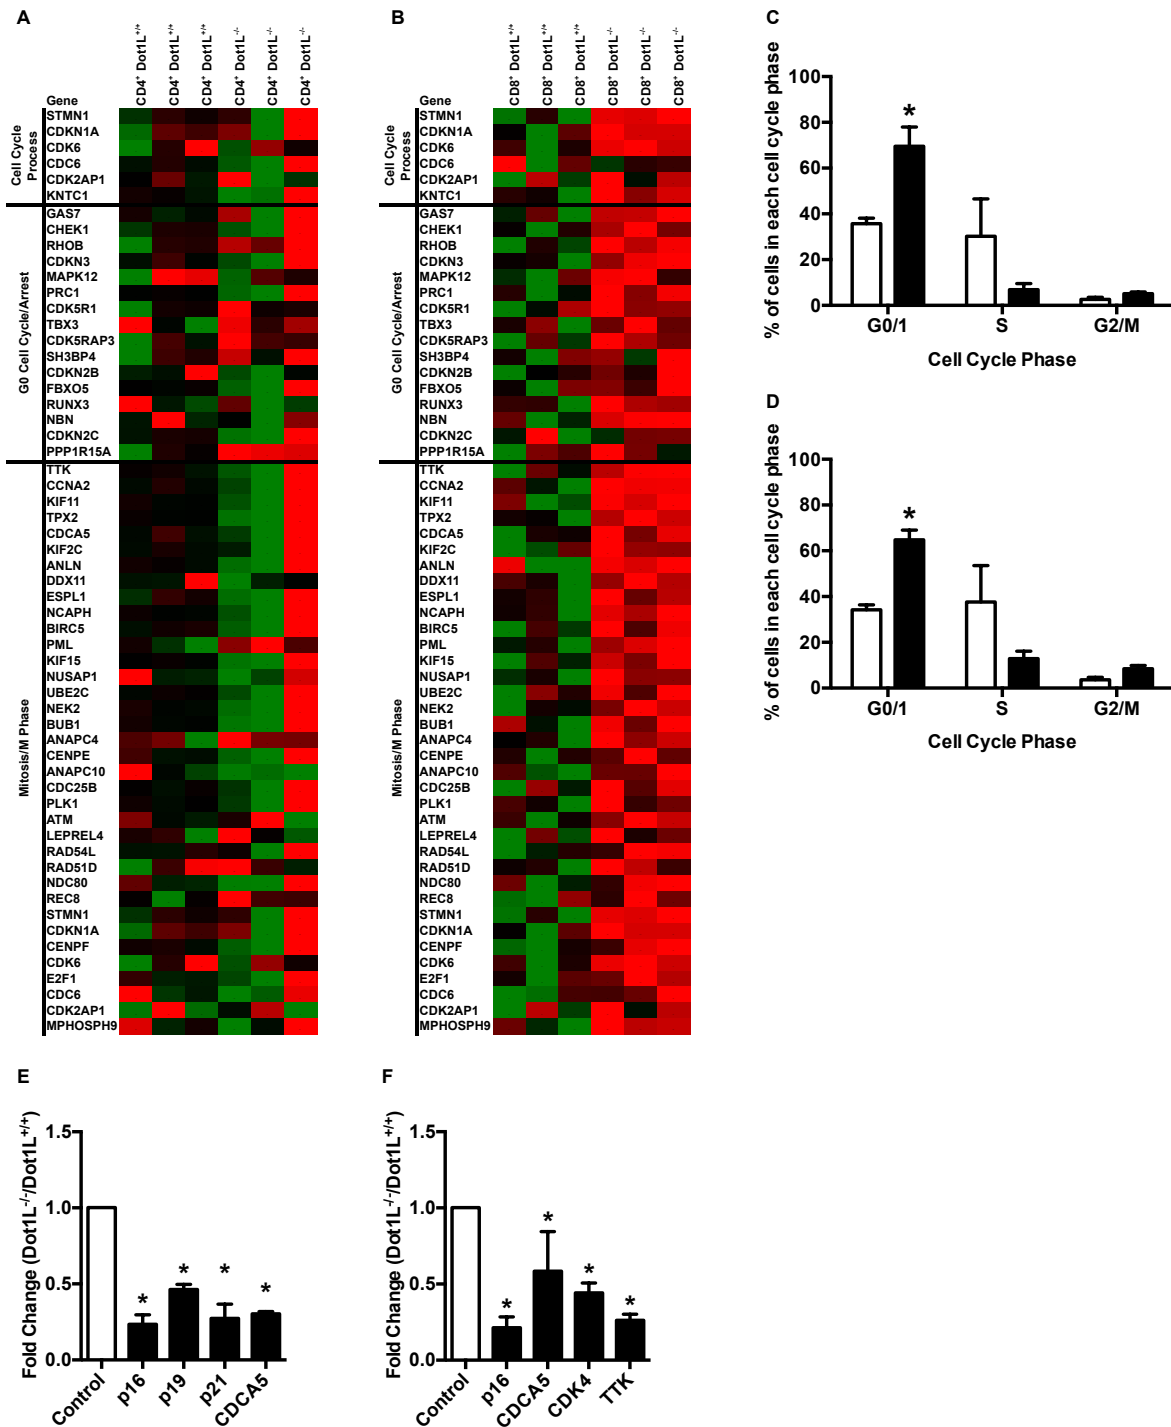 A
Gene
CD4+ Dot1L+/+
CD4+ Dot1L+/+
CD4+ Dot1L+/+
CD4+ Dot1L-/-
CD4+ Dot1L-/-
CD4+ Dot1L-/-
Cell Cycle
Process
STMN1
CDKN1A
CDK6
CDC6
CDK2AP1
KNTC1
G0 Cell Cycle/Arrest
GAS7
CHEK1
RHOB
CDKN3
MAPK12
PRC1
CDK5R1
TBX3
CDK5RAP3
SH3BP4
CDKN2B
FBXO5
RUNX3
NBN
CDKN2C
PPP1R15A
Mitosis/M Phase
TTK
CCNA2
KIF11
TPX2
CDCA5
KIF2C
ANLN
DDX11
ESPL1
NCAPH
BIRC5
PML
KIF15
NUSAP1
UBE2C
NEK2
BUB1
ANAPC4
CENPE
ANAPC10
CDC25B
PLK1
ATM
LEPREL4
RAD54L
RAD51D
NDC80
REC8
STMN1
CDKN1A
CENPF
CDK6
E2F1
CDC6
CDK2AP1
MPHOSPH9
B
Gene
CD8+ Dot1L+/+
CD8+ Dot1L+/+
CD8+ Dot1L+/+
CD8+ Dot1L-/-
CD8+ Dot1L-/-
CD8+ Dot1L-/-
Cell Cycle
Process
STMN1
CDKN1A
CDK6
CDC6
CDK2AP1
KNTC1
G0 Cell Cycle/Arrest
GAS7
CHEK1
RHOB
CDKN3
MAPK12
PRC1
CDK5R1
TBX3
CDK5RAP3
SH3BP4
CDKN2B
FBXO5
RUNX3
NBN
CDKN2C
PPP1R15A
Mitosis/M Phase
TTK
CCNA2
KIF11
TPX2
CDCA5
KIF2C
ANLN
DDX11
ESPL1
NCAPH
BIRC5
PML
KIF15
NUSAP1
UBE2C
NEK2
BUB1
ANAPC4
CENPE
ANAPC10
CDC25B
PLK1
ATM
LEPREL4
RAD54L
RAD51D
NDC80
REC8
STMN1
CDKN1A
CENPF
CDK6
E2F1
CDC6
CDK2AP1
MPHOSPH9
C
% of cells in each cell cycle phase
100
80
60
40
20
0
*
G0/1 S G2/M
Cell Cycle Phase
D
% of cells in each cell cycle phase
100
80
60
40
20
0
*
G0/1 S G2/M
Cell Cycle Phase
E
Fold Change (Dot1L-/-/Dot1L+/+)
1.5
1.0
0.5
0.0
* * * *
Control p16 p19 p21 CDCA5
F
Fold Change (Dot1L-/-/Dot1L+/+)
1.5
1.0
0.5
0.0
* * * *
Control p16 CDCA5 CDK4 TTK